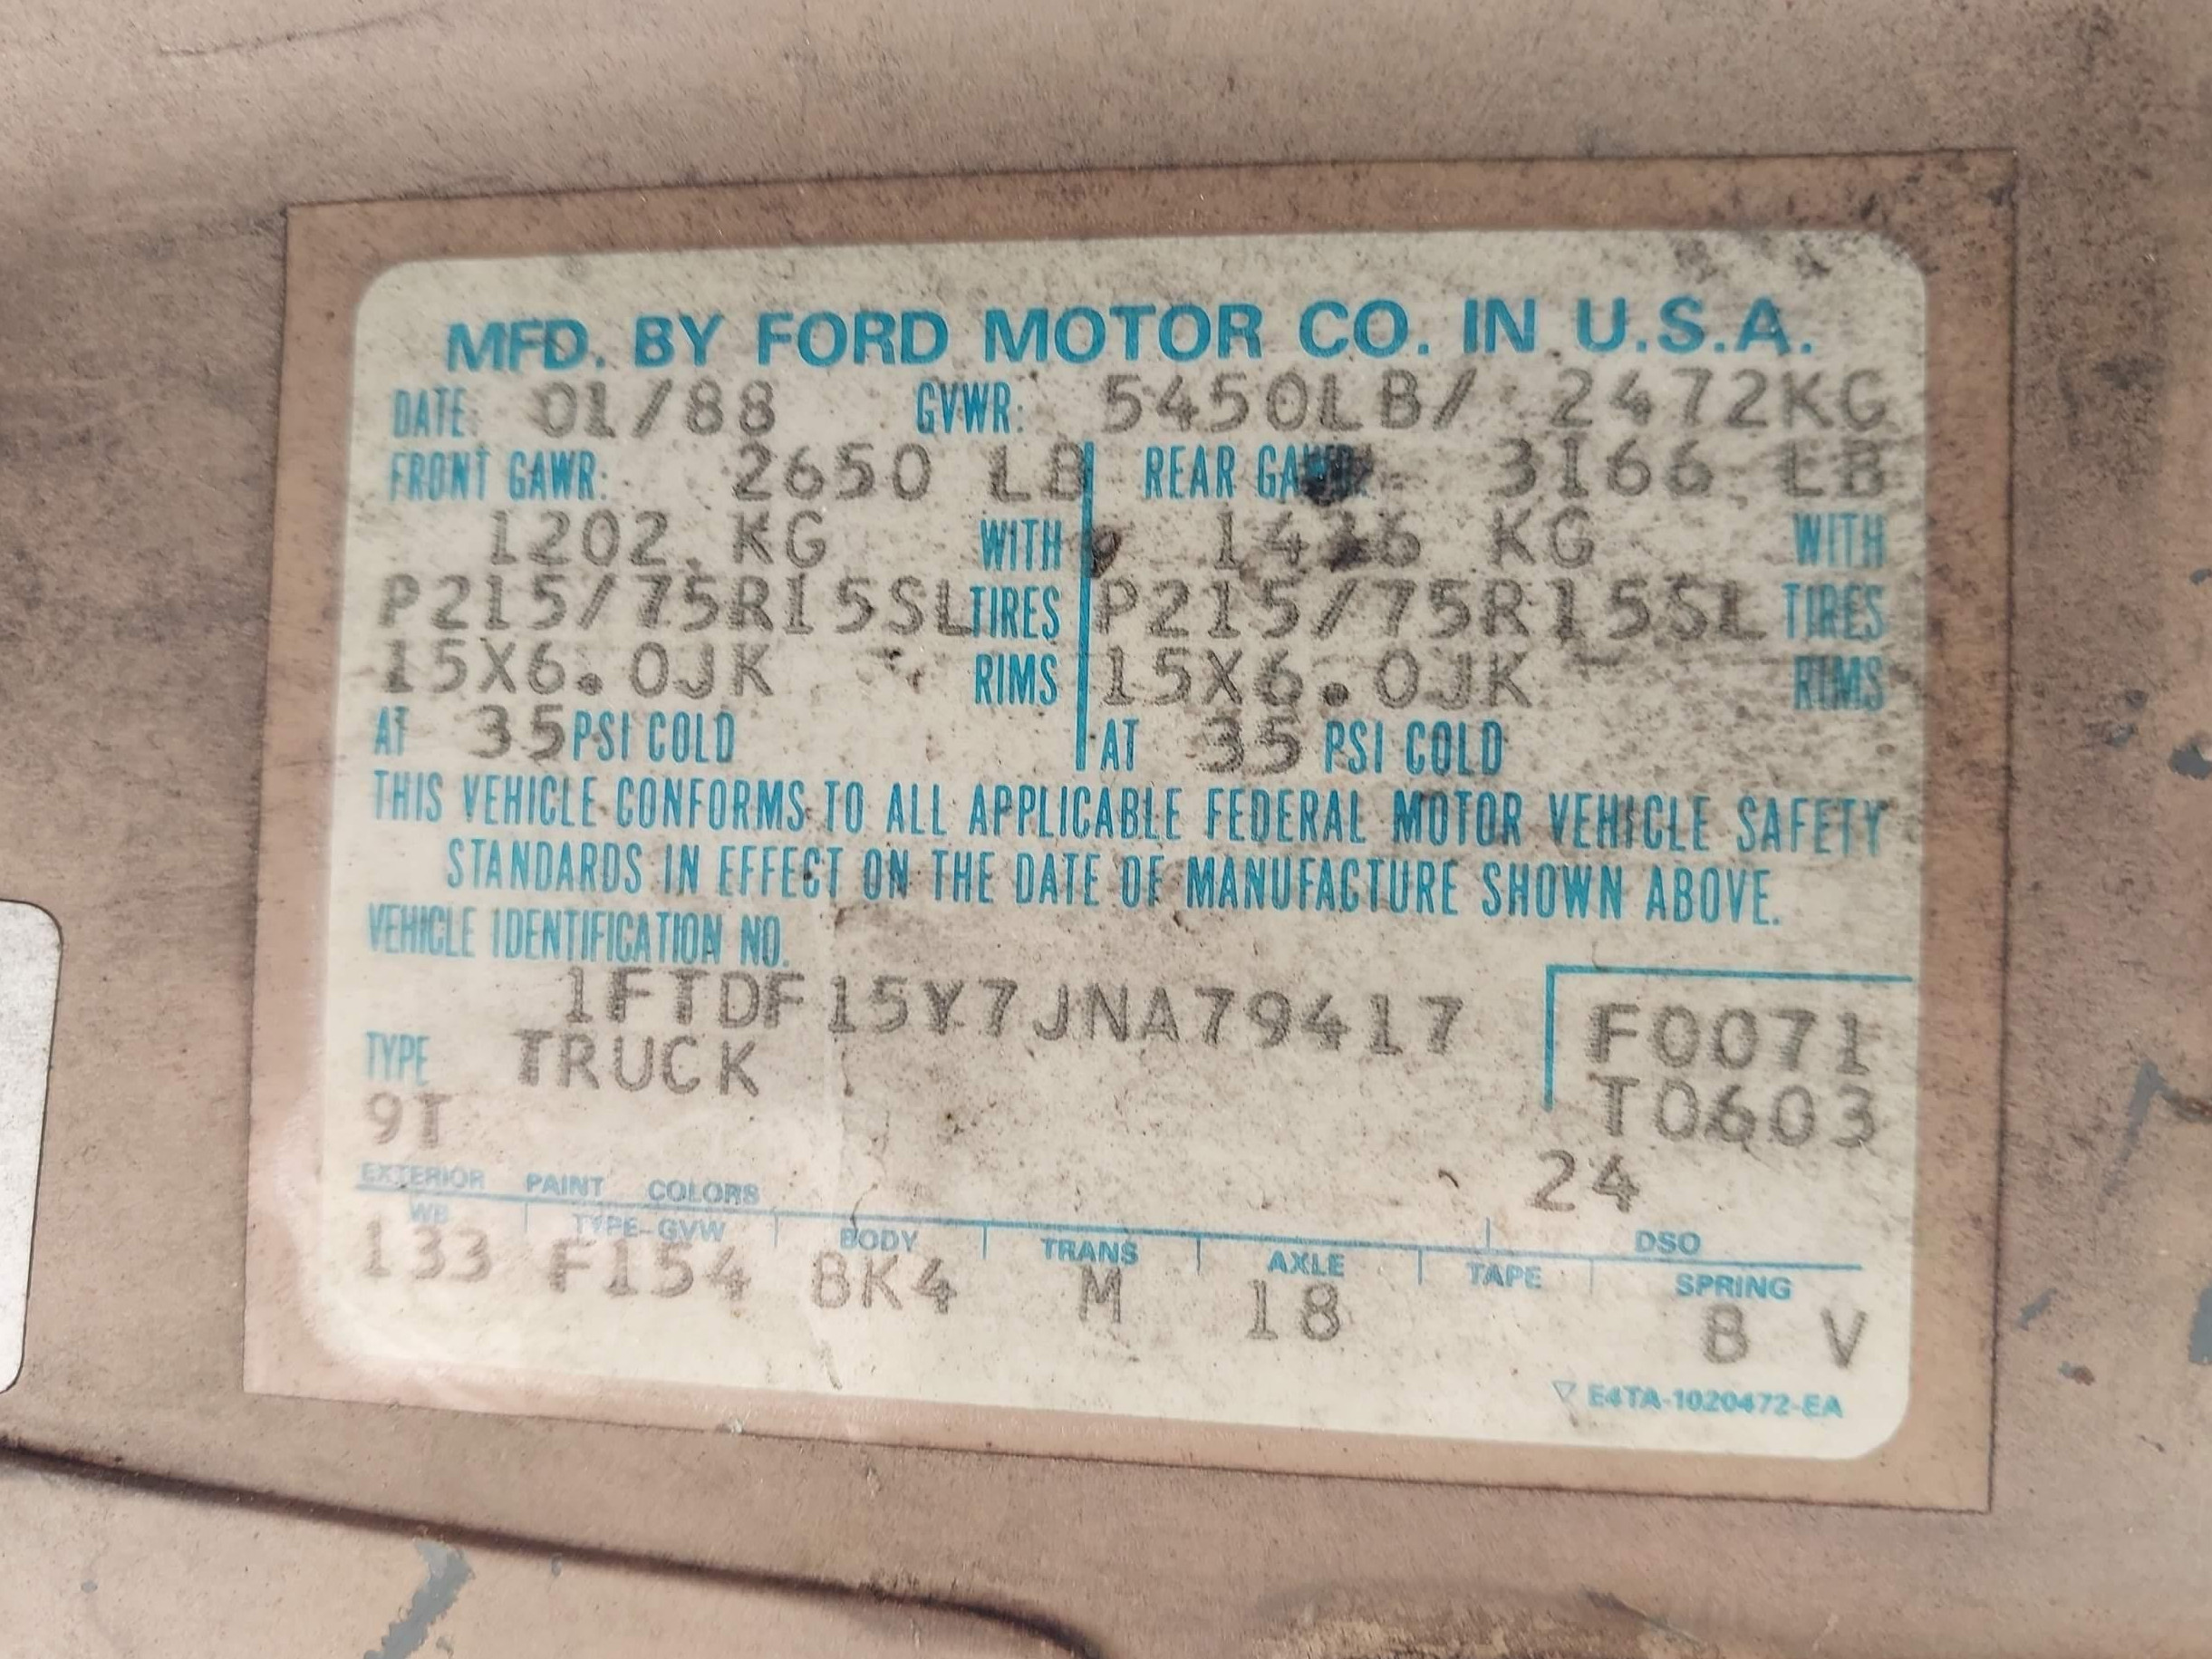 MFD. BY FORD MOTOR CO. IN U.S.A.
DATE: 01/88 GVWR: 5450LB/ 2472KG
FRONT GAWR: 2650 LB REAR GAWR: 3166 LB
1202 KG WITH 1436 KG WITH
P215/75R15SL TIRES P215/75R15SL TIRES
15X6.0JK RIMS 15X6.0JK RIMS
AT 35 PSI COLD AT 35 PSI COLD
THIS VEHICLE CONFORMS TO ALL APPLICABLE FEDERAL MOTOR VEHICLE SAFETY
STANDARDS IN EFFECT ON THE DATE OF MANUFACTURE SHOWN ABOVE.
VEHICLE IDENTIFICATION NO.
1FTDF15Y7JNA79417
F0071
TYPE TRUCK
T0603
9T
24
EXTERIOR PAINT COLORS DSO
WB TYPE-GVW BODY TRANS AXLE TAPE SPRING
133 F154 BK4 M 18 B V
E4TA-1020472-EA